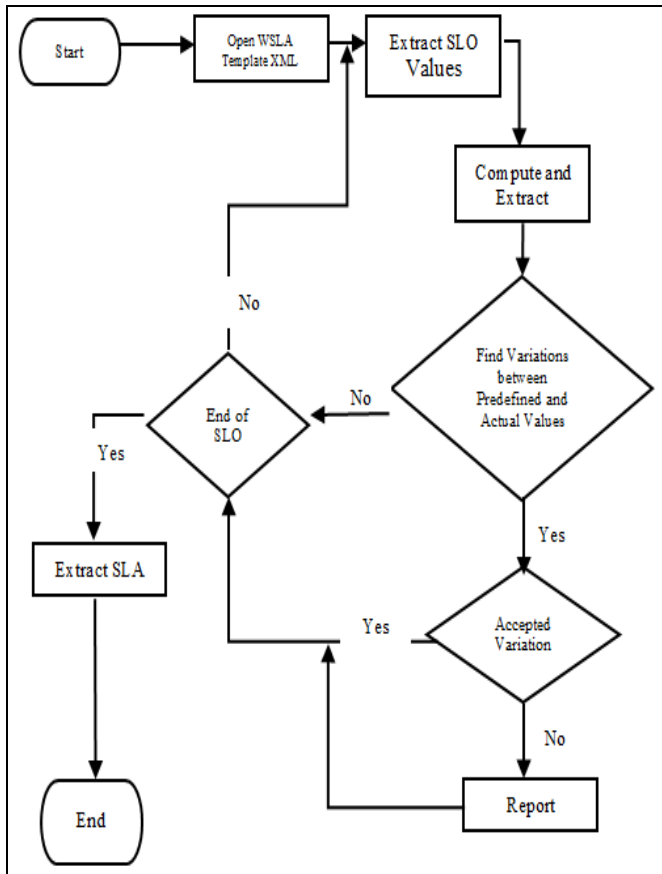 Start
Open WSLA
Template XML
Extract SLO
Values
Compute and
Extract
Find Variations
between
Predefined and
Actual Values
No
No
End of
SLO
Yes
Yes
Extract SLA
Accepted
Variation
Yes
No
Report
End